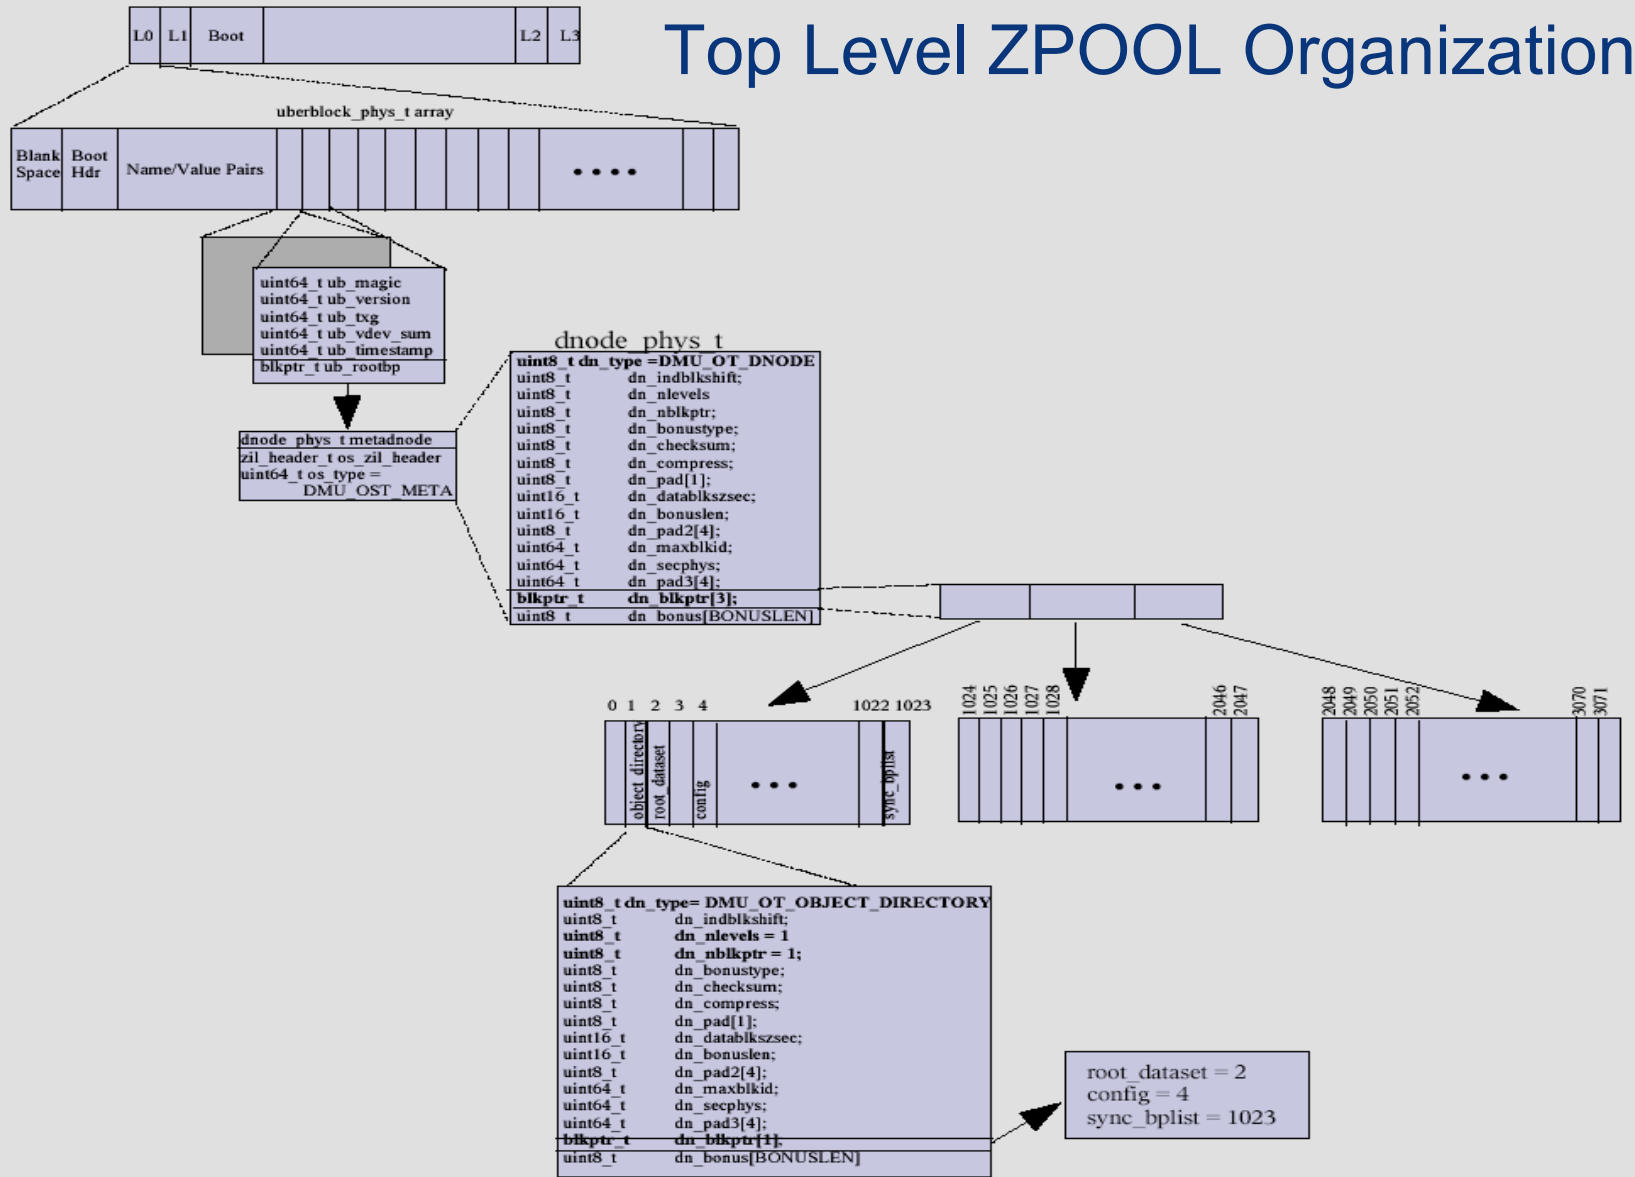 Top Level ZPOOL Organization
L0 L1 Boot L2 L3
uberblock_phys_t array
Blank Space
Boot Hdr
Name/Value Pairs
uint64_t ub_magic
uint64_t ub_version
uint64_t ub_txg
uint64_t ub_vdev_sum
uint64_t ub_timestamp
blkptr_t ub_rootbp
dnode_phys_t metadnode
zil_header_t os_zil_header
uint64_t os_type =
DMU_OST_META
dnode_phys_t
uint8_t dn_type =DMU_OT_DNODE
uint8_t dn_indblkshift;
uint8_t dn_nlevels
uint8_t dn_nblkptr;
uint8_t dn_bonustype;
uint8_t dn_checksum;
uint8_t dn_compress;
uint8_t dn_pad[1];
uint16_t dn_datablkszsec;
uint16_t dn_bonuslen;
uint8_t dn_pad2[4];
uint64_t dn_maxblkid;
uint64_t dn_secphys;
uint64_t dn_pad3[4];
blkptr_t dn_blkptr[3];
uint8_t dn_bonus[BONUSLEN]
0 1 2 3 4 1022 1023
object_directory
root_dataset
config
sync_bplist
1024 1025 1026 1027 1028 2046 2047
2048 2049 2050 2051 2052 3070 3071
uint8_t dn_type= DMU_OT_OBJECT_DIRECTORY
uint8_t dn_indblkshift;
uint8_t dn_nlevels = 1
uint8_t dn_nblkptr = 1;
uint8_t dn_bonustype;
uint8_t dn_checksum;
uint8_t dn_compress;
uint8_t dn_pad[1];
uint16_t dn_datablkszsec;
uint16_t dn_bonuslen;
uint8_t dn_pad2[4];
uint64_t dn_maxblkid;
uint64_t dn_secphys;
uint64_t dn_pad3[4];
blkptr_t dn_blkptr[1];
uint8_t dn_bonus[BONUSLEN]
root_dataset = 2
config = 4
sync_bplist = 1023